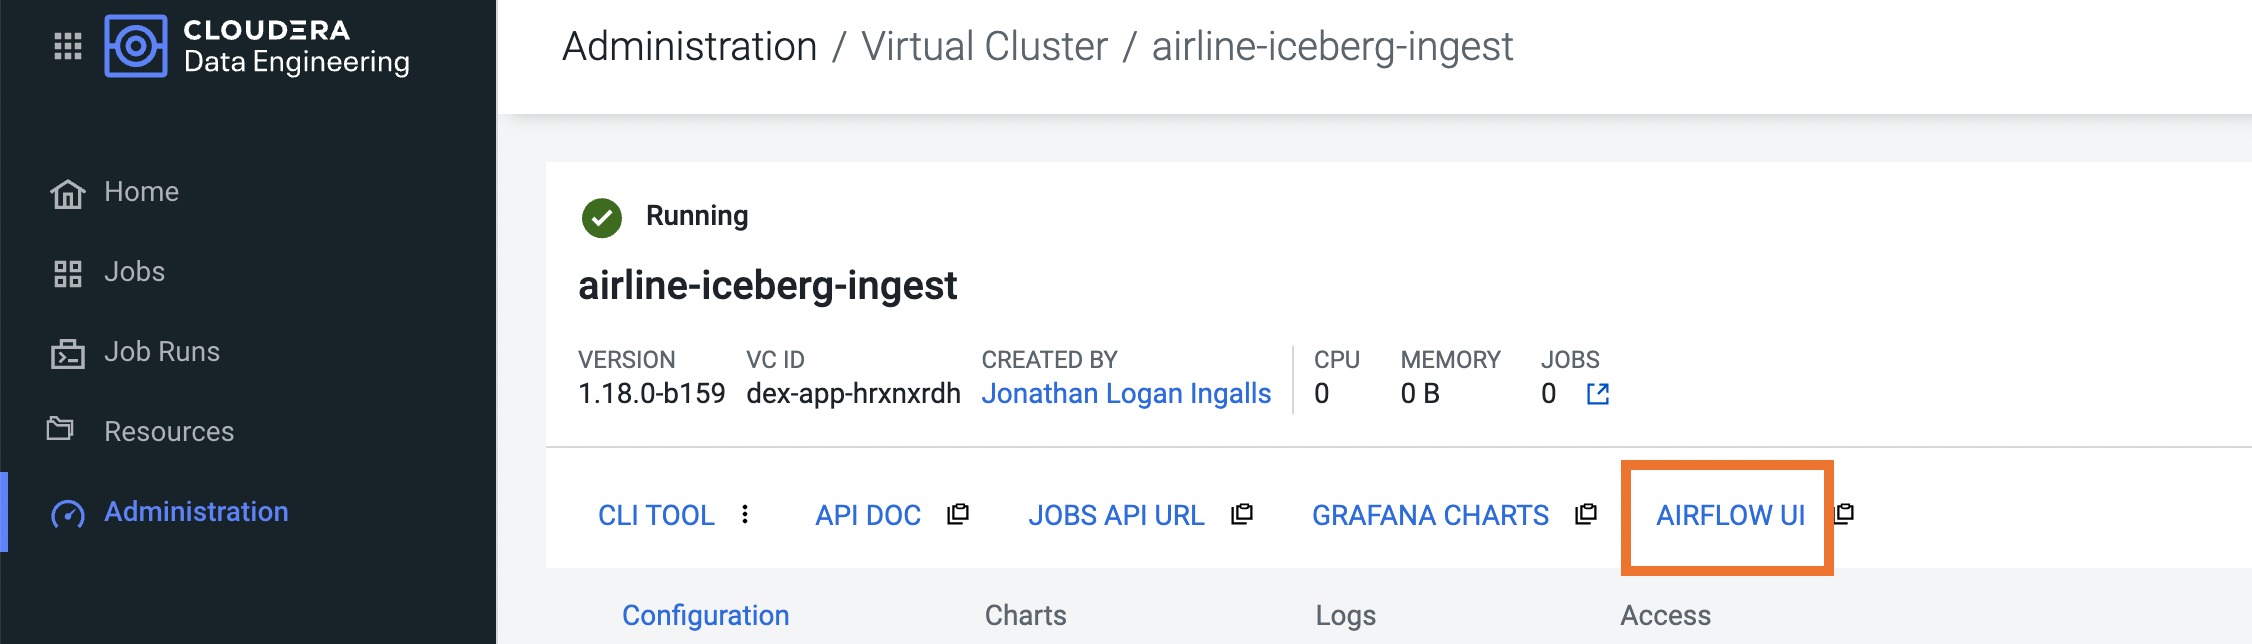 CLOUDERA
Data Engineering
Home
Jobs
Job Runs
Resources
Administration
Administration / Virtual Cluster / airline-iceberg-ingest
Running
airline-iceberg-ingest
VERSION VC ID CREATED BY CPU MEMORY JOBS
1.18.0-b159 dex-app-hrxnxrdh Jonathan Logan Ingalls 0 0 B 0
CLI TOOL API DOC JOBS API URL GRAFANA CHARTS AIRFLOW UI
Configuration Charts Logs Access